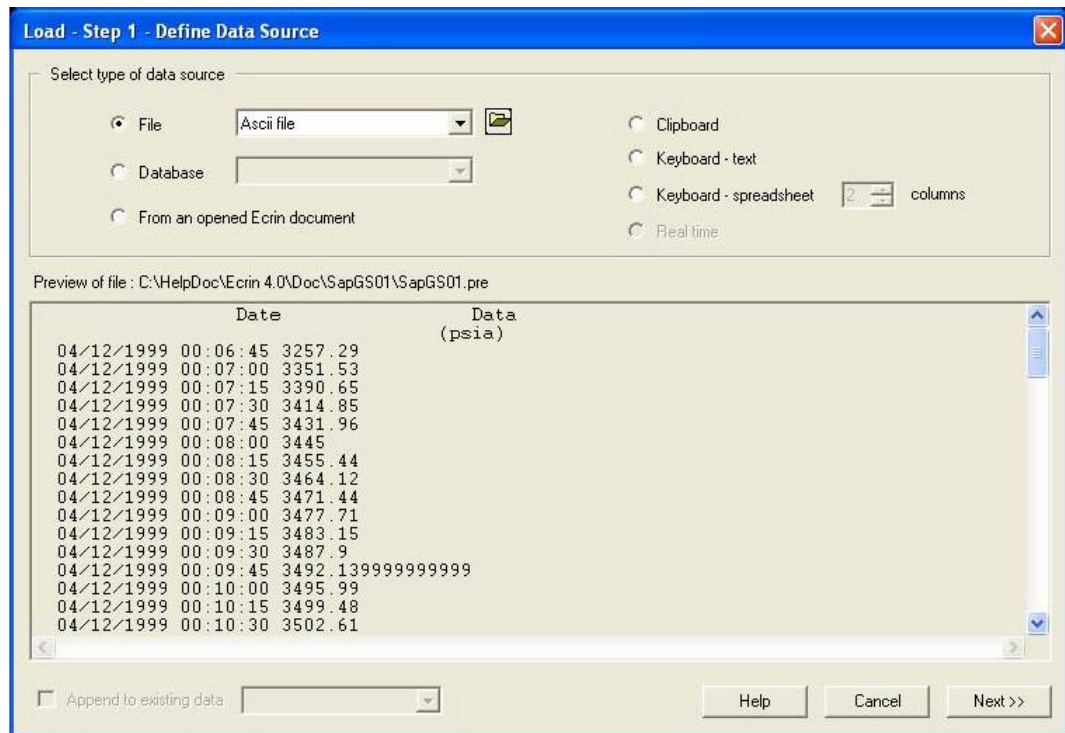 Load - Step 1 - Define Data Source
Select type of data source
File Ascii file
Database
From an opened Ecrin document
Clipboard
Keyboard - text
Keyboard - spreadsheet 2 columns
Real time
Preview of file : C:\HelpDoc\Ecrin 4.0\Doc\SapGS01\SapGS01.pre
Date Data
(psia)
04/12/1999 00:06:45 3257.29
04/12/1999 00:07:00 3351.53
04/12/1999 00:07:15 3390.65
04/12/1999 00:07:30 3414.85
04/12/1999 00:07:45 3431.96
04/12/1999 00:08:00 3445
04/12/1999 00:08:15 3455.44
04/12/1999 00:08:30 3464.12
04/12/1999 00:08:45 3471.44
04/12/1999 00:09:00 3477.71
04/12/1999 00:09:15 3483.15
04/12/1999 00:09:30 3487.9
04/12/1999 00:09:45 3492.139999999999
04/12/1999 00:10:00 3495.99
04/12/1999 00:10:15 3499.48
04/12/1999 00:10:30 3502.61
Append to existing data
Help Cancel Next >>